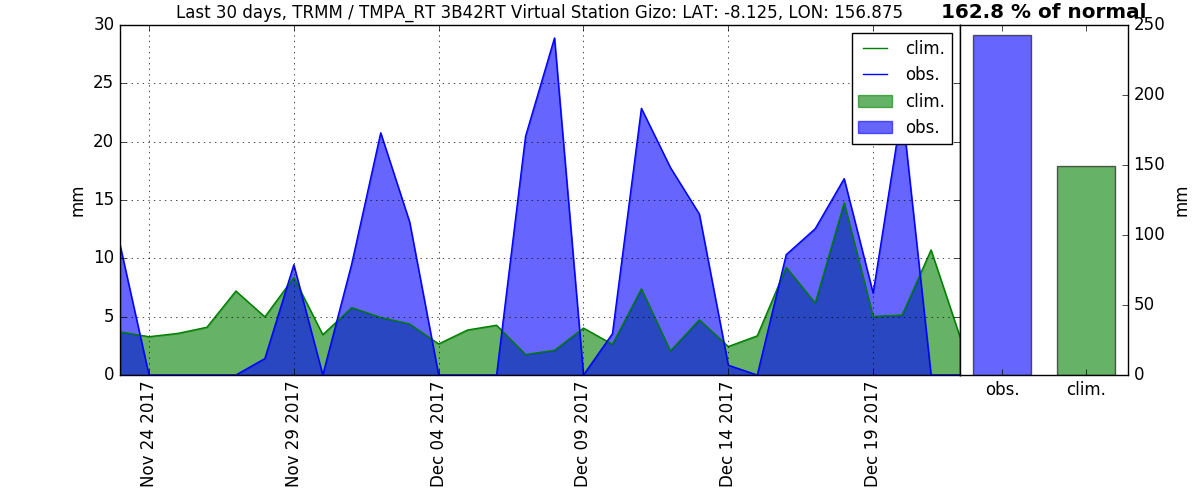 Last 30 days, TRMM / TMPA_RT 3B42RT Virtual Station Gizo: LAT: -8.125, LON: 156.875
162.8 % of normal
30
25
20
15
10
5
0
mm
clim.
obs.
clim.
obs.
250
200
150
100
50
0
mm
obs.
clim.
Nov 24 2017
Nov 29 2017
Dec 04 2017
Dec 09 2017
Dec 14 2017
Dec 19 2017